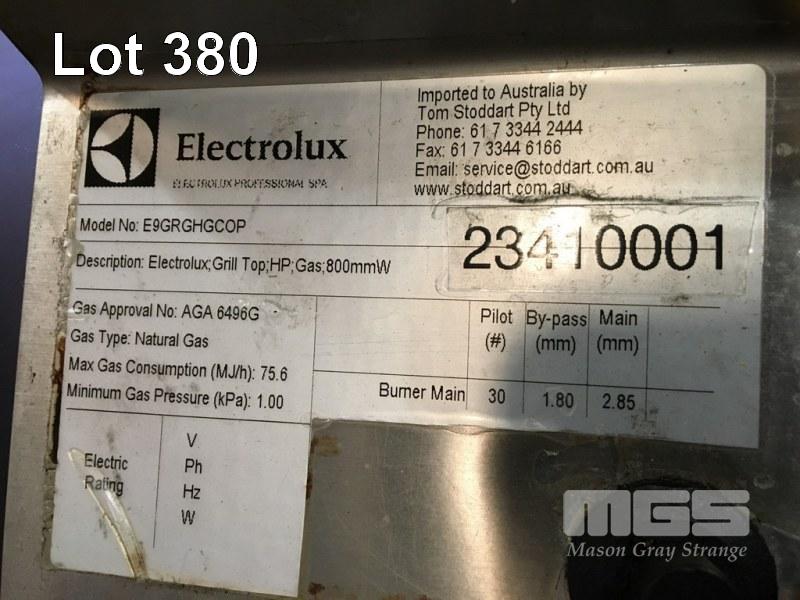 Lot 380
Electrolux
ELECTROLUX PROFESSIONAL SPA
Imported to Australia by
Tom Stoddart Pty Ltd
Phone: 61 7 3344 2444
Fax: 61 7 3344 6166
Email: service@stoddart.com.au
www.stoddart.com.au
Model No: E9GRGHGCOP
23410001
Description: Electrolux;Grill Top;HP;Gas;800mmW
Gas Approval No: AGA 6496G
Gas Type: Natural Gas
Max Gas Consumption (MJ/h): 75.6
Minimum Gas Pressure (kPa): 1.00
Pilot By-pass Main
(#) (mm) (mm)
Burner Main 30 1.80 2.85
Electric Rating
V
Ph
Hz
W
MGS
Mason Gray Strange